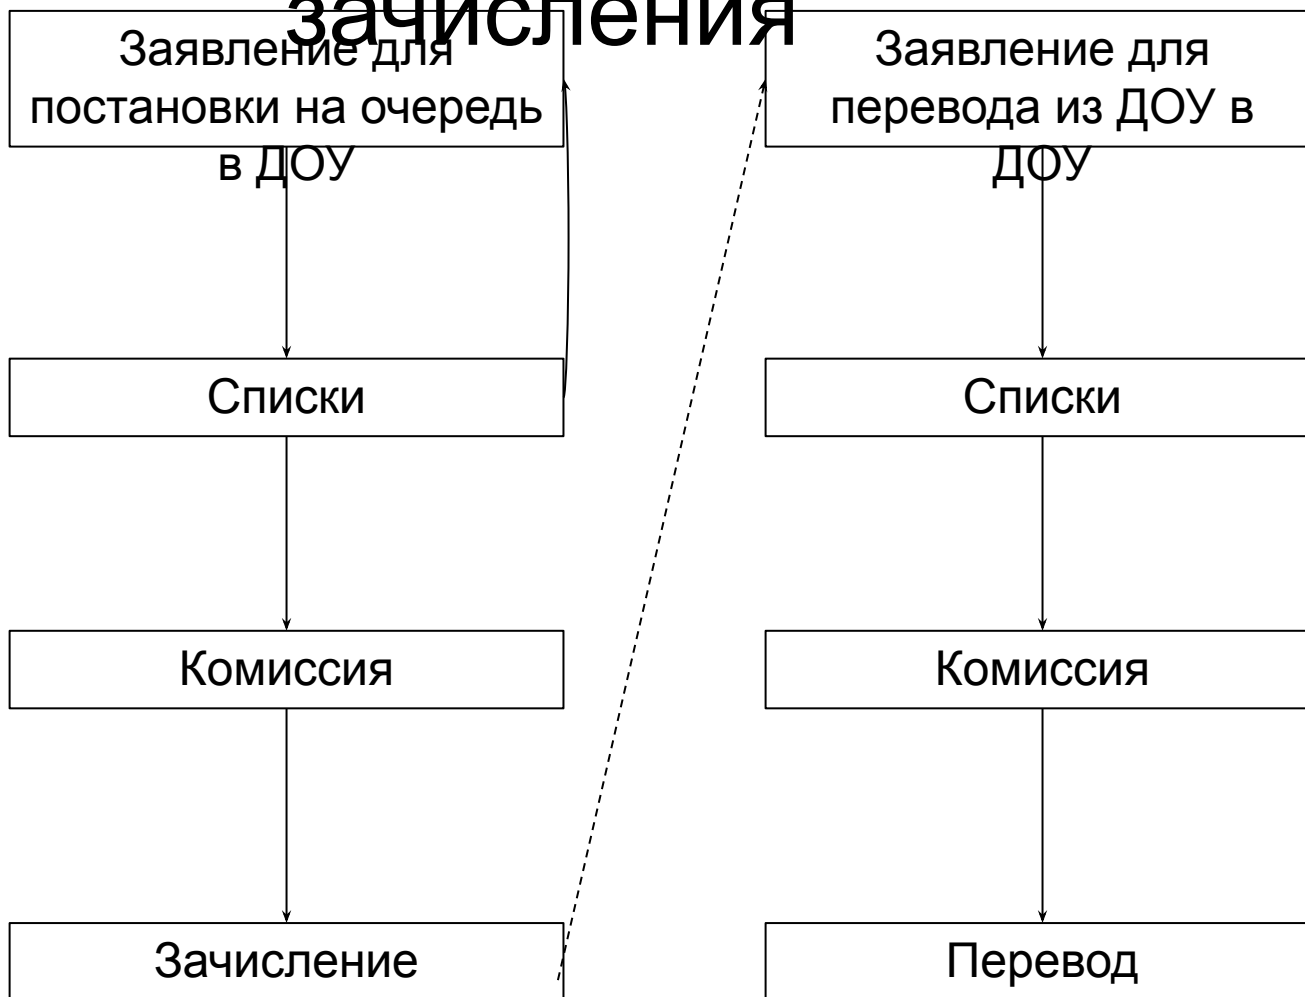 зачисления
Заявление для
постановки на очередь
в ДОУ
Заявление для
перевода из ДОУ в
ДОУ
Списки
Списки
Комиссия
Комиссия
Зачисление
Перевод